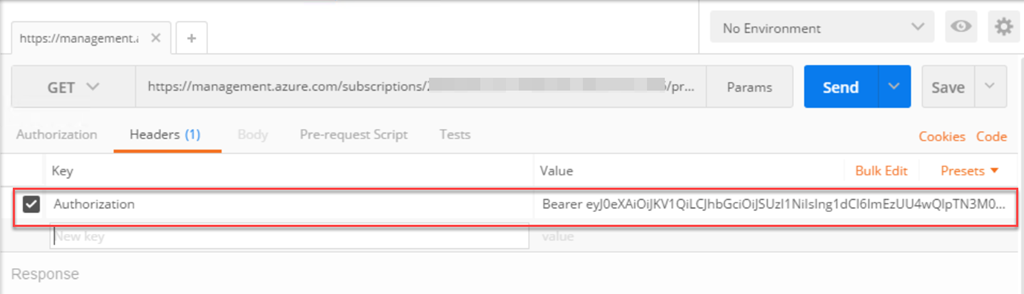 https://management.a
No Environment
GET https://management.azure.com/subscriptions/ /pr... Params Send Save
Authorization Headers (1) Body Pre-request Script Tests Cookies Code
Key Value Bulk Edit Presets
Authorization Bearer eyJ0eXAiOiJKV1QiLCJhbGciOiJSUzI1NiIsIng1dCI6ImEzUU4wQlpTN3M0...
New key value
Response